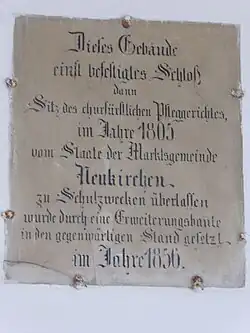 Dieses Gebäude
einst befestigtes Schloß
dann
Sitz des churfürstlichen Pfleggerichtes,
im Jahre 1805
vom Staate der Marktsgemeinde
Neukirchen
zu Schulzwecken überlassen
wurde durch eine Erweiterungsbaute
in den gegenwärtigen Stand gesetzt
im Jahre 1856.